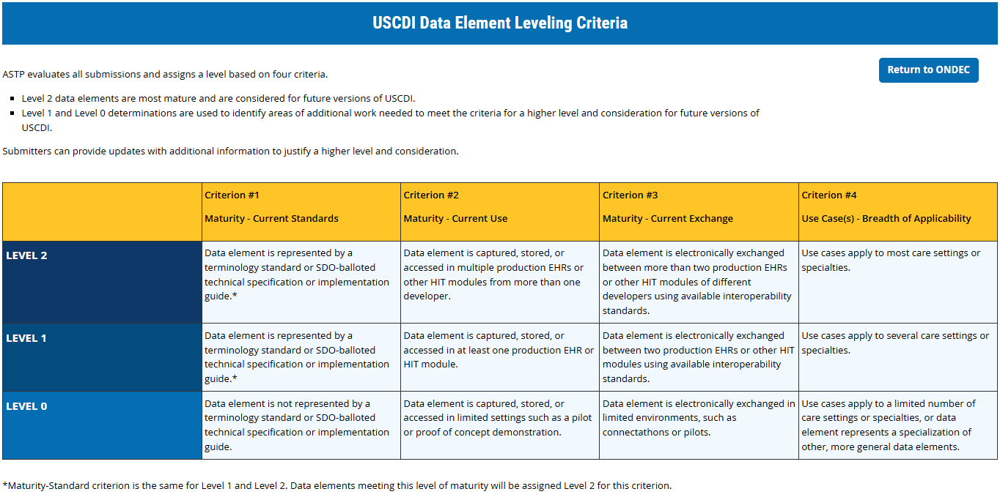 USCDI Data Element Leveling Criteria
Return to ONDEC
ASTP evaluates all submissions and assigns a level based on four criteria.
▪ Level 2 data elements are most mature and are considered for future versions of USCDI.
▪ Level 1 and Level 0 determinations are used to identify areas of additional work needed to meet the criteria for a higher level and consideration for future versions of
USCDI.
Submitters can provide updates with additional information to justify a higher level and consideration.
Criterion #1
Maturity - Current Standards
Criterion #2
Maturity - Current Use
Criterion #3
Maturity - Current Exchange
Criterion #4
Use Case(s) - Breadth of Applicability
LEVEL 2
Data element is represented by a
terminology standard or SDO-balloted
technical specification or implementation
guide.*
Data element is captured, stored, or
accessed in multiple production EHRs or
other HIT modules from more than one
developer.
Data element is electronically exchanged
between more than two production EHRs
or other HIT modules of different
developers using available interoperability
standards.
Use cases apply to most care settings or
specialties.
LEVEL 1
Data element is represented by a
terminology standard or SDO-balloted
technical specification or implementation
guide.*
Data element is captured, stored, or
accessed in at least one production EHR or
HIT module.
Data element is electronically exchanged
between two production EHRs or other HIT
modules using available interoperability
standards.
Use cases apply to several care settings or
specialties.
LEVEL 0
Data element is not represented by a
terminology standard or SDO-balloted
technical specification or implementation
guide.
Data element is captured, stored, or
accessed in limited settings such as a pilot
or proof of concept demonstration.
Data element is electronically exchanged in
limited environments, such as
connectathons or pilots.
Use cases apply to a limited number of
care settings or specialties, or data
element represents a specialization of
other, more general data elements.
*Maturity-Standard criterion is the same for Level 1 and Level 2. Data elements meeting this level of maturity will be assigned Level 2 for this criterion.